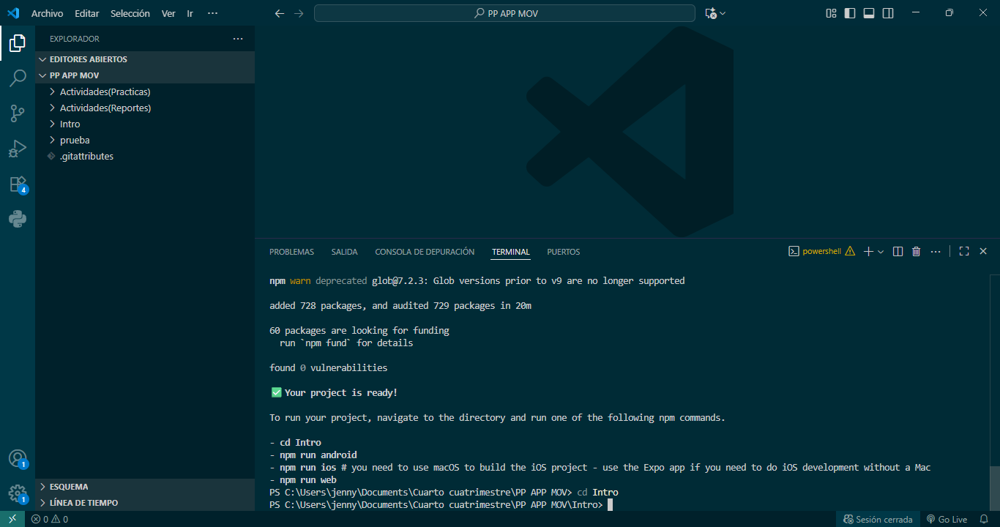 Archivo Editar Selección Ver Ir ···
PP APP MOV
EXPLORADOR
EDITORES ABIERTOS
PP APP MOV
Actividades(Practicas)
Actividades(Reportes)
Intro
prueba
.gitattributes
4
1
1
ESQUEMA
LÍNEA DE TIEMPO
PROBLEMAS SALIDA CONSOLA DE DEPURACIÓN TERMINAL PUERTOS
powershell
npm warn deprecated glob@7.2.3: Glob versions prior to v9 are no longer supported
added 728 packages, and audited 729 packages in 20m
60 packages are looking for funding
run `npm fund` for details
found 0 vulnerabilities
✅ Your project is ready!
To run your project, navigate to the directory and run one of the following npm commands.
- cd Intro
- npm run android
- npm run ios # you need to use macOS to build the iOS project - use the Expo app if you need to do iOS development without a Mac
- npm run web
PS C:\Users\jenny\Documents\Cuarto cuatrimestre\PP APP MOV> cd Intro
PS C:\Users\jenny\Documents\Cuarto cuatrimestre\PP APP MOV\Intro>
0 0
Sesión cerrada
Go Live